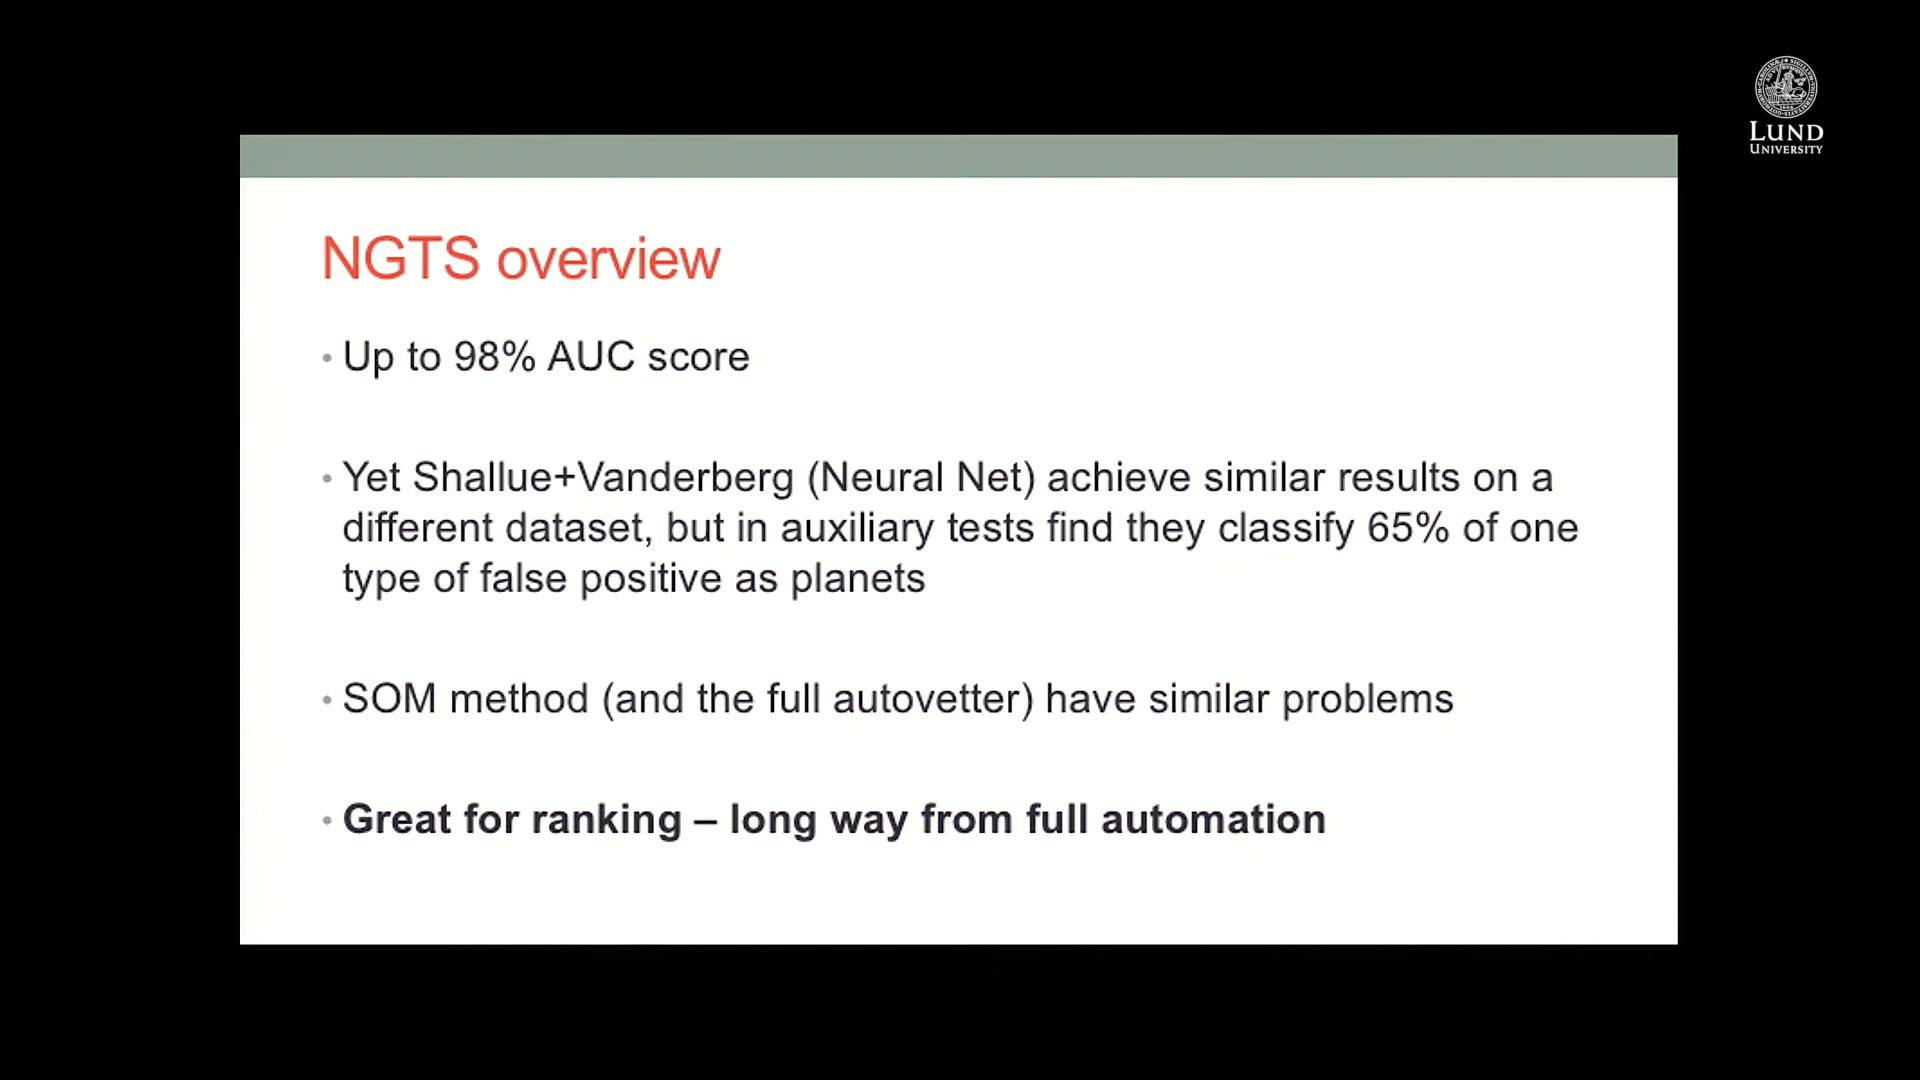 LUND
UNIVERSITY
NGTS overview
• Up to 98% AUC score
• Yet Shallue+Vanderberg (Neural Net) achieve similar results on a
different dataset, but in auxiliary tests find they classify 65% of one
type of false positive as planets
• SOM method (and the full autovetter) have similar problems
• Great for ranking – long way from full automation